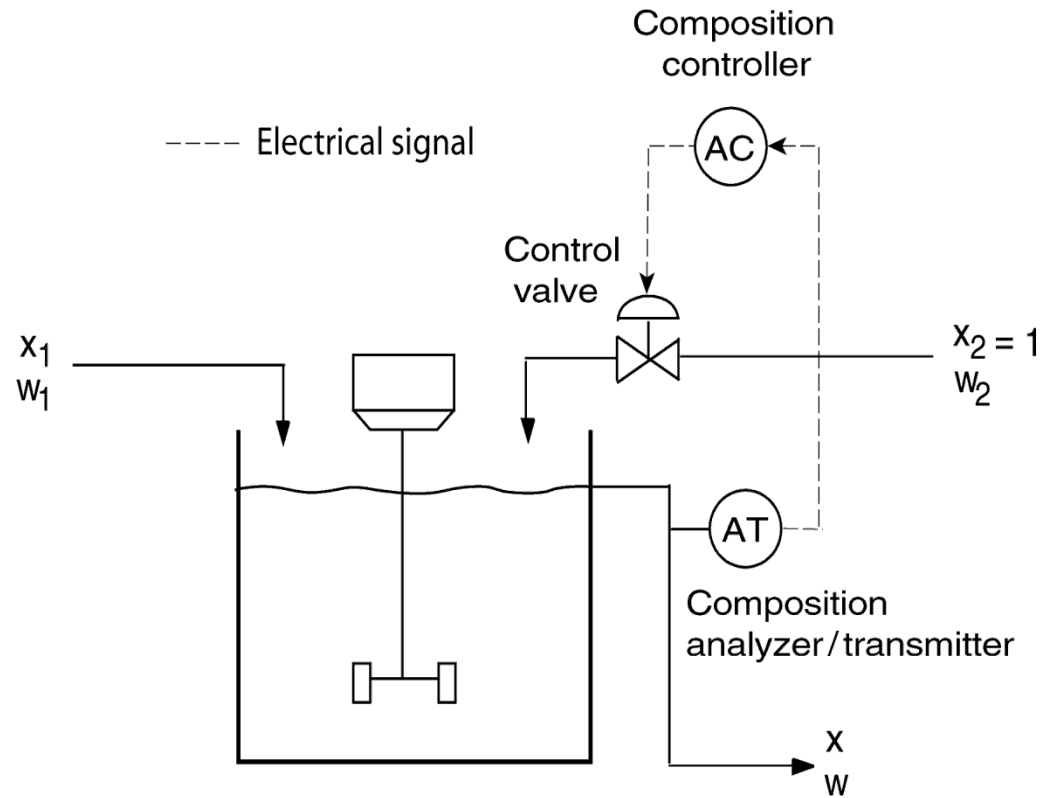 Composition
controller
Electrical signal
AC
Control
valve
x₁
w₁
x₂ = 1
w₂
AT
Composition
analyzer/transmitter
x
w